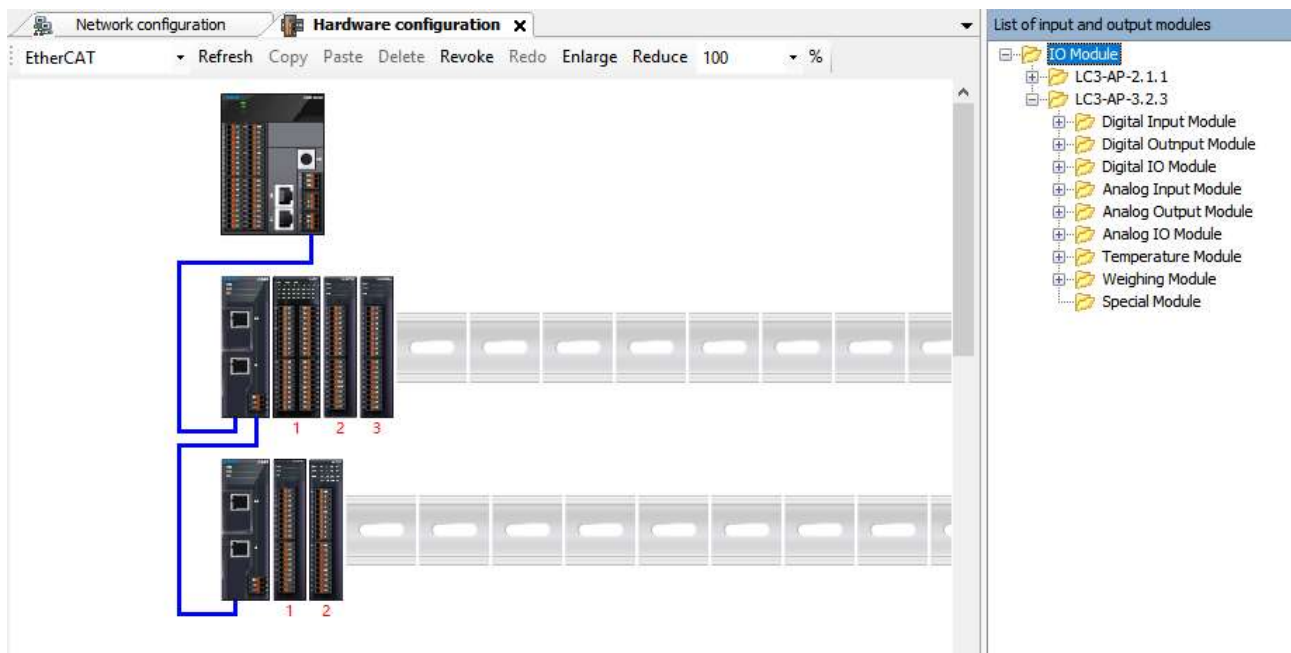 Network configuration
Hardware configuration
EtherCAT Refresh Copy Paste Delete Revoke Redo Enlarge Reduce 100 %
1 2 3
1 2
List of input and output modules
IO Module
LC3-AP-2.1.1
LC3-AP-3.2.3
Digital Input Module
Digital Outnput Module
Digital IO Module
Analog Input Module
Analog Output Module
Analog IO Module
Temperature Module
Weighing Module
Special Module